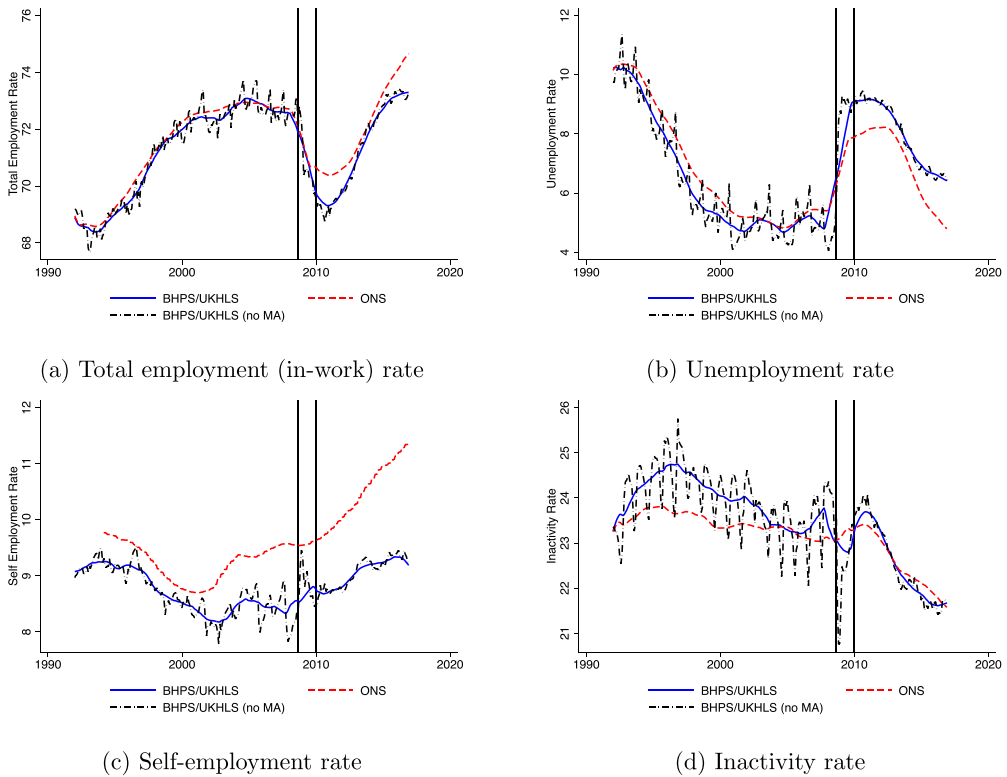 76
74
72
70
68
Total Employment Rate
1990 2000 2010 2020
BHPS/UKHLS ONS
BHPS/UKHLS (no MA)
(a) Total employment (in-work) rate
12
10
8
6
4
Unemployment Rate
1990 2000 2010 2020
BHPS/UKHLS ONS
BHPS/UKHLS (no MA)
(b) Unemployment rate
12
11
10
9
8
Self Employment Rate
1990 2000 2010 2020
BHPS/UKHLS ONS
BHPS/UKHLS (no MA)
(c) Self-employment rate
26
25
24
23
22
21
Inactivity Rate
1990 2000 2010 2020
BHPS/UKHLS ONS
BHPS/UKHLS (no MA)
(d) Inactivity rate